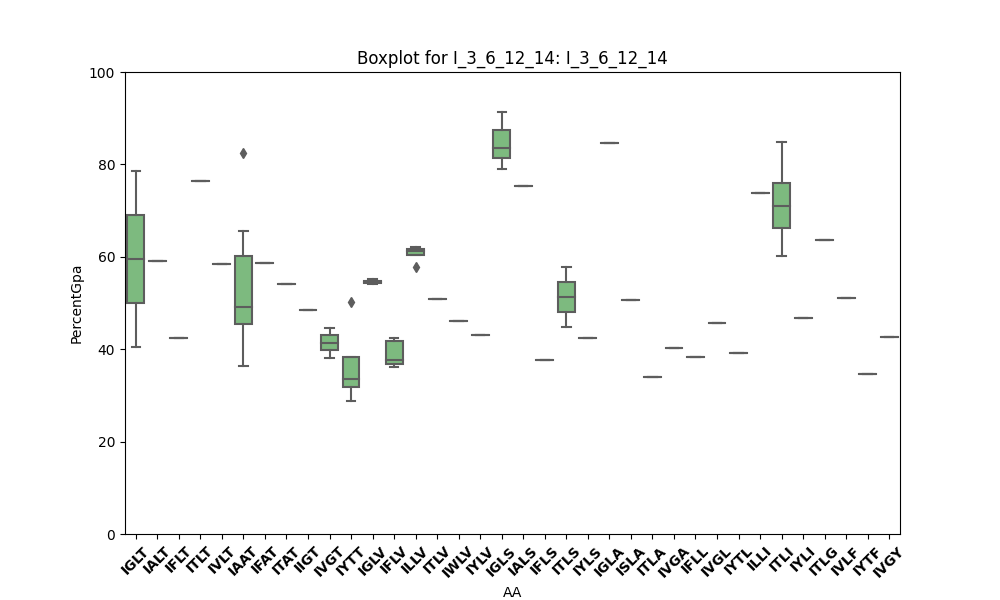 Boxplot for I_3_6_12_14: I_3_6_12_14
PercentGpa
100
80
60
40
20
0
IGLT IALT IFLT ITLT IVLT IAAT IFAT ITAT IIGT IVGT IYTT IGLV IFLV ILLV ITLV IWLV IYLV IGLS IALS IFLS ITLS IYLS IGLA ISLA ITLA IVGA IFLL IVGL IYTL ILLI ITLI IYLI ITLG IVLF IYTF IVGY
AA